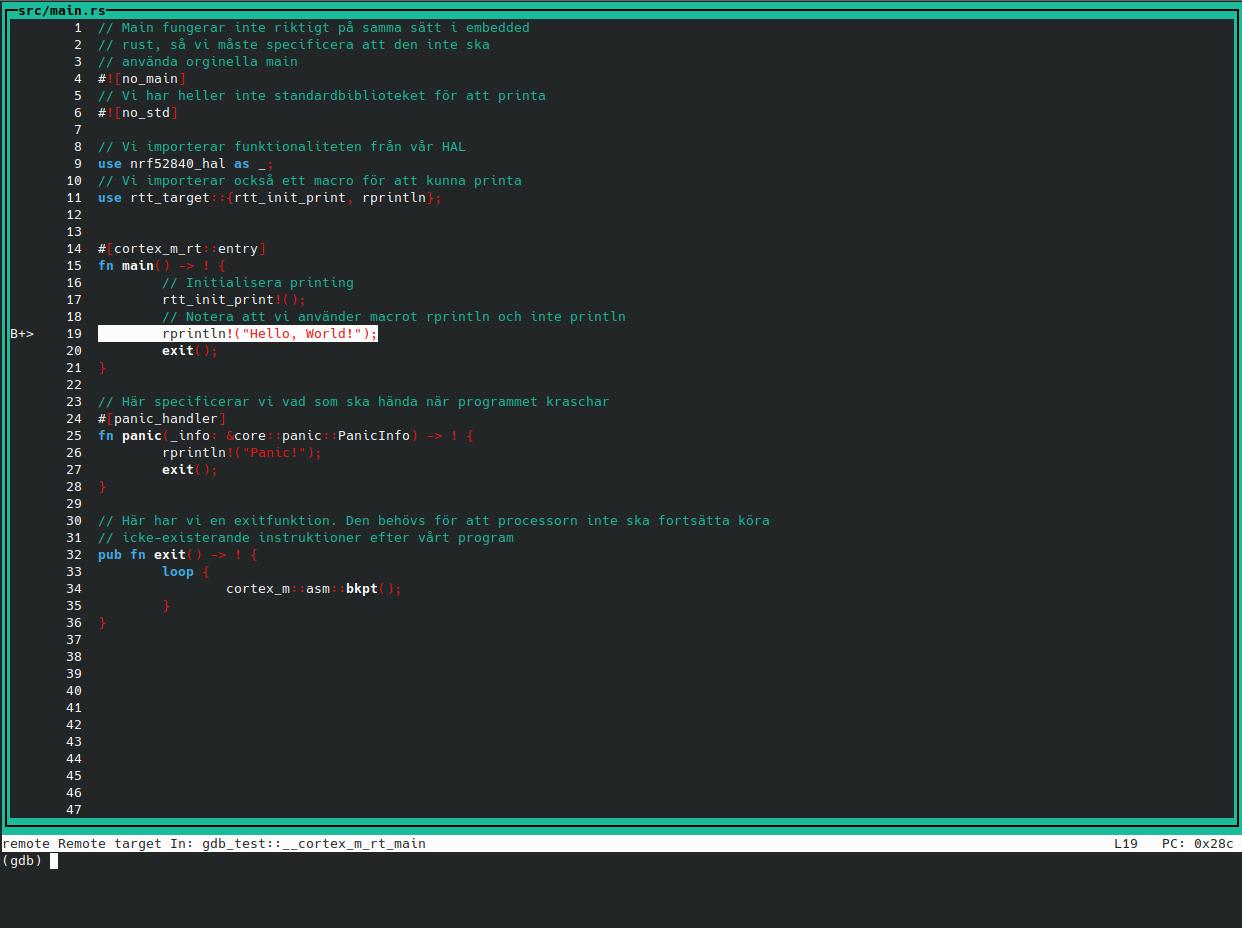 src/main.rs
1 // Main fungerar inte riktigt på samma sätt i embedded
2 // rust, så vi måste specificera att den inte ska
3 // använda orginella main
4 #![no_main]
5 // Vi har heller inte standardbiblioteket för att printa
6 #![no_std]
7
8 // Vi importerar funktionaliteten från vår HAL
9 use nrf52840_hal as _;
10 // Vi importerar också ett macro för att kunna printa
11 use rtt_target::{rtt_init_print, rprintln};
12
13
14 #[cortex_m_rt::entry]
15 fn main() -> ! {
16 // Initialisera printing
17 rtt_init_print!();
18 // Notera att vi använder macrot rprintln och inte println
B+> 19 rprintln!("Hello, World!");
20 exit();
21 }
22
23 // Här specificerar vi vad som ska hända när programmet kraschar
24 #[panic_handler]
25 fn panic(_info: &core::panic::PanicInfo) -> ! {
26 rprintln!("Panic!");
27 exit();
28 }
29
30 // Här har vi en exitfunktion. Den behövs för att processorn inte ska fortsätta köra
31 // icke-existerande instruktioner efter vårt program
32 pub fn exit() -> ! {
33 loop {
34 cortex_m::asm::bkpt();
35 }
36 }
37
38
39
40
41
42
43
44
45
46
47
remote Remote target In: gdb_test::__cortex_m_rt_main L19 PC: 0x28c
(gdb)